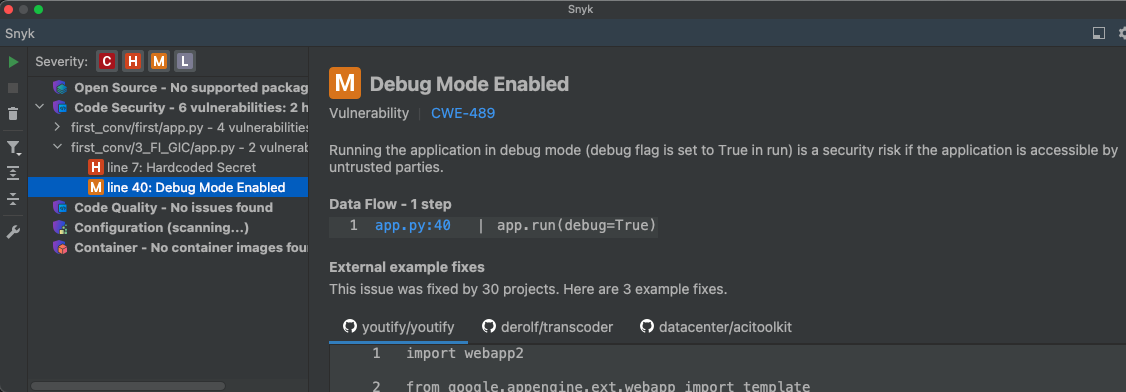 Snyk
Snyk
Severity: C H M L
Open Source - No supported packag
Code Security - 6 vulnerabilities: 2 h
first_conv/first/app.py - 4 vulnerabilities
first_conv/3_FI_GIC/app.py - 2 vulnerab
H line 7: Hardcoded Secret
M line 40: Debug Mode Enabled
Code Quality - No issues found
Configuration (scanning...)
Container - No container images fou
M Debug Mode Enabled
Vulnerability | CWE-489
Running the application in debug mode (debug flag is set to True in run) is a security risk if the application is accessible by
untrusted parties.
Data Flow - 1 step
1 app.py:40 | app.run(debug=True)
External example fixes
This issue was fixed by 30 projects. Here are 3 example fixes.
youtify/youtify derolf/transcoder datacenter/acitoolkit
1 import webapp2
2 from google.appengine.ext.webapp import template